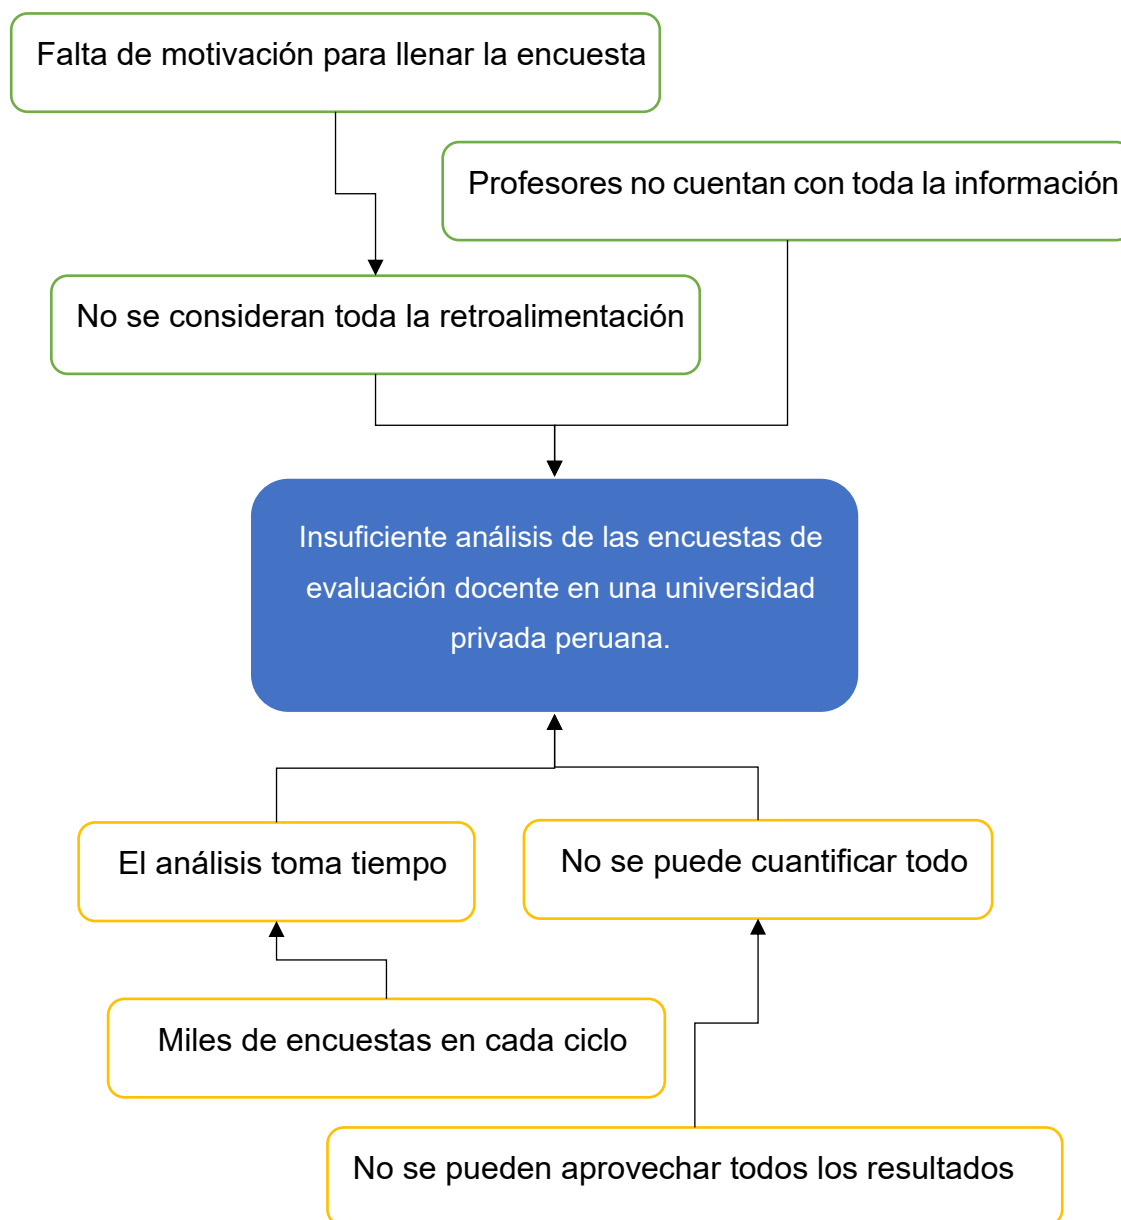 Falta de motivación para llenar la encuesta
Profesores no cuentan con toda la información
No se consideran toda la retroalimentación
Insuficiente análisis de las encuestas de
evaluación docente en una universidad
privada peruana.
El análisis toma tiempo
No se puede cuantificar todo
Miles de encuestas en cada ciclo
No se pueden aprovechar todos los resultados